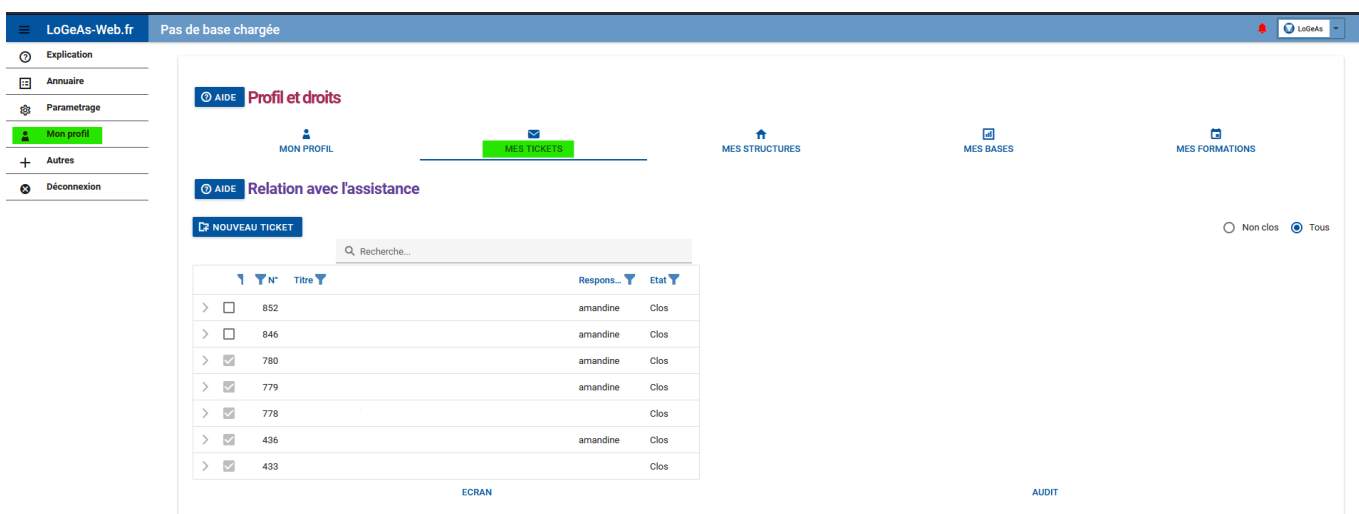 LoGeAs-Web.fr Pas de base chargée LoGeAs
Explication
Annuaire
Parametrage
Mon profil
Autres
Déconnexion
AIDE Profil et droits
MON PROFIL MES TICKETS MES STRUCTURES MES BASES MES FORMATIONS
AIDE Relation avec l'assistance
NOUVEAU TICKET Non clos Tous
Recherche...
N° Titre Respons... Etat
852 amandine Clos
846 amandine Clos
780 amandine Clos
779 amandine Clos
778 Clos
436 amandine Clos
433 Clos
ECRAN AUDIT